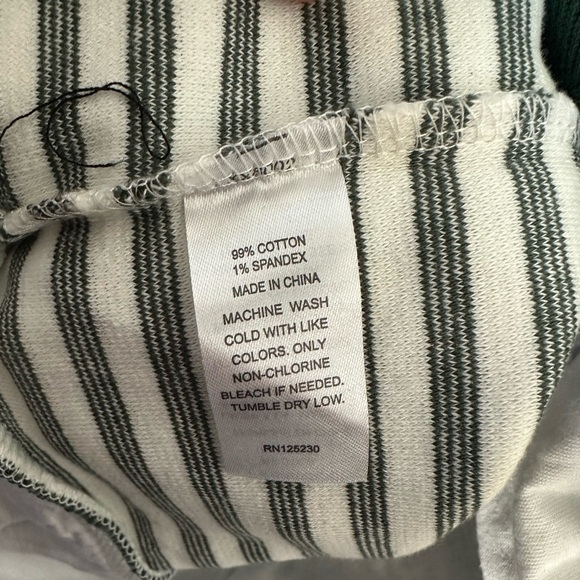 99% COTTON
1% SPANDEX
MADE IN CHINA
MACHINE WASH
COLD WITH LIKE
COLORS. ONLY
NON-CHLORINE
BLEACH IF NEEDED.
TUMBLE DRY LOW.
RN125230